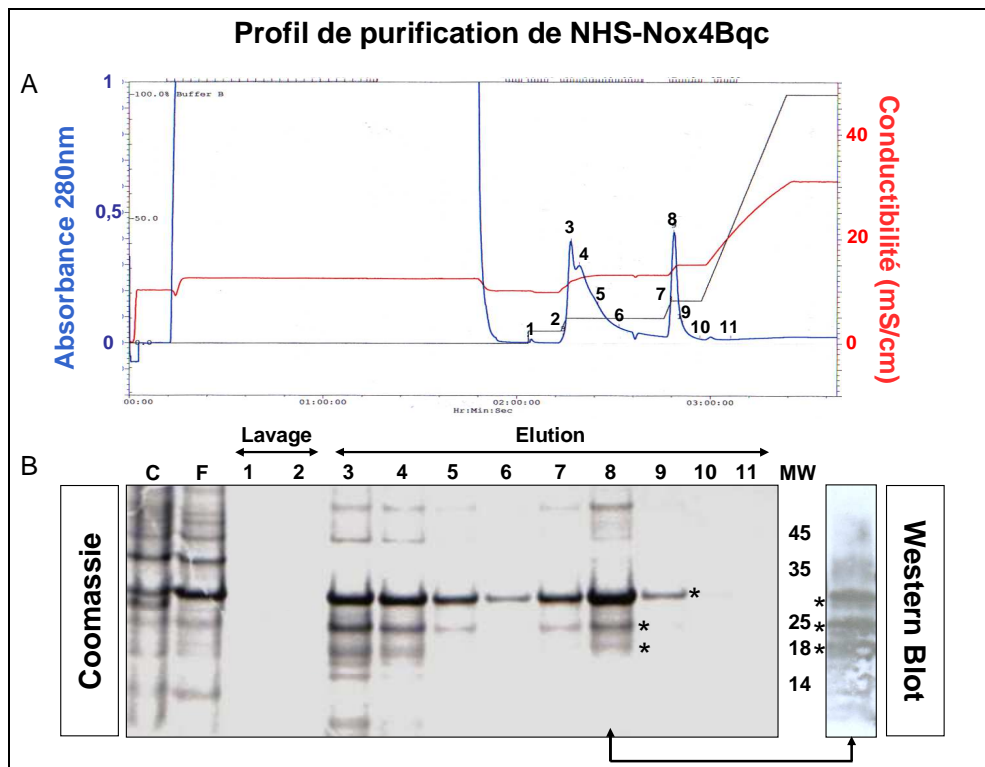 Profil de purification de NHS-Nox4Bqc
A
1
100.0% Buffer B
Absorbance 280nm
0,5
50.0
0
0.0
1
2
3
4
5
6
7
8
9
10
11
Conductibilité (mS/cm)
40
20
0
00:00
01:00:00
02:00:00
03:00:00
Hr:Min:Sec
B
Lavage
Elution
C F 1 2 3 4 5 6 7 8 9 10 11 MW
Coomassie
*
*
*
45
35
25
18
14
*
*
*
Western Blot